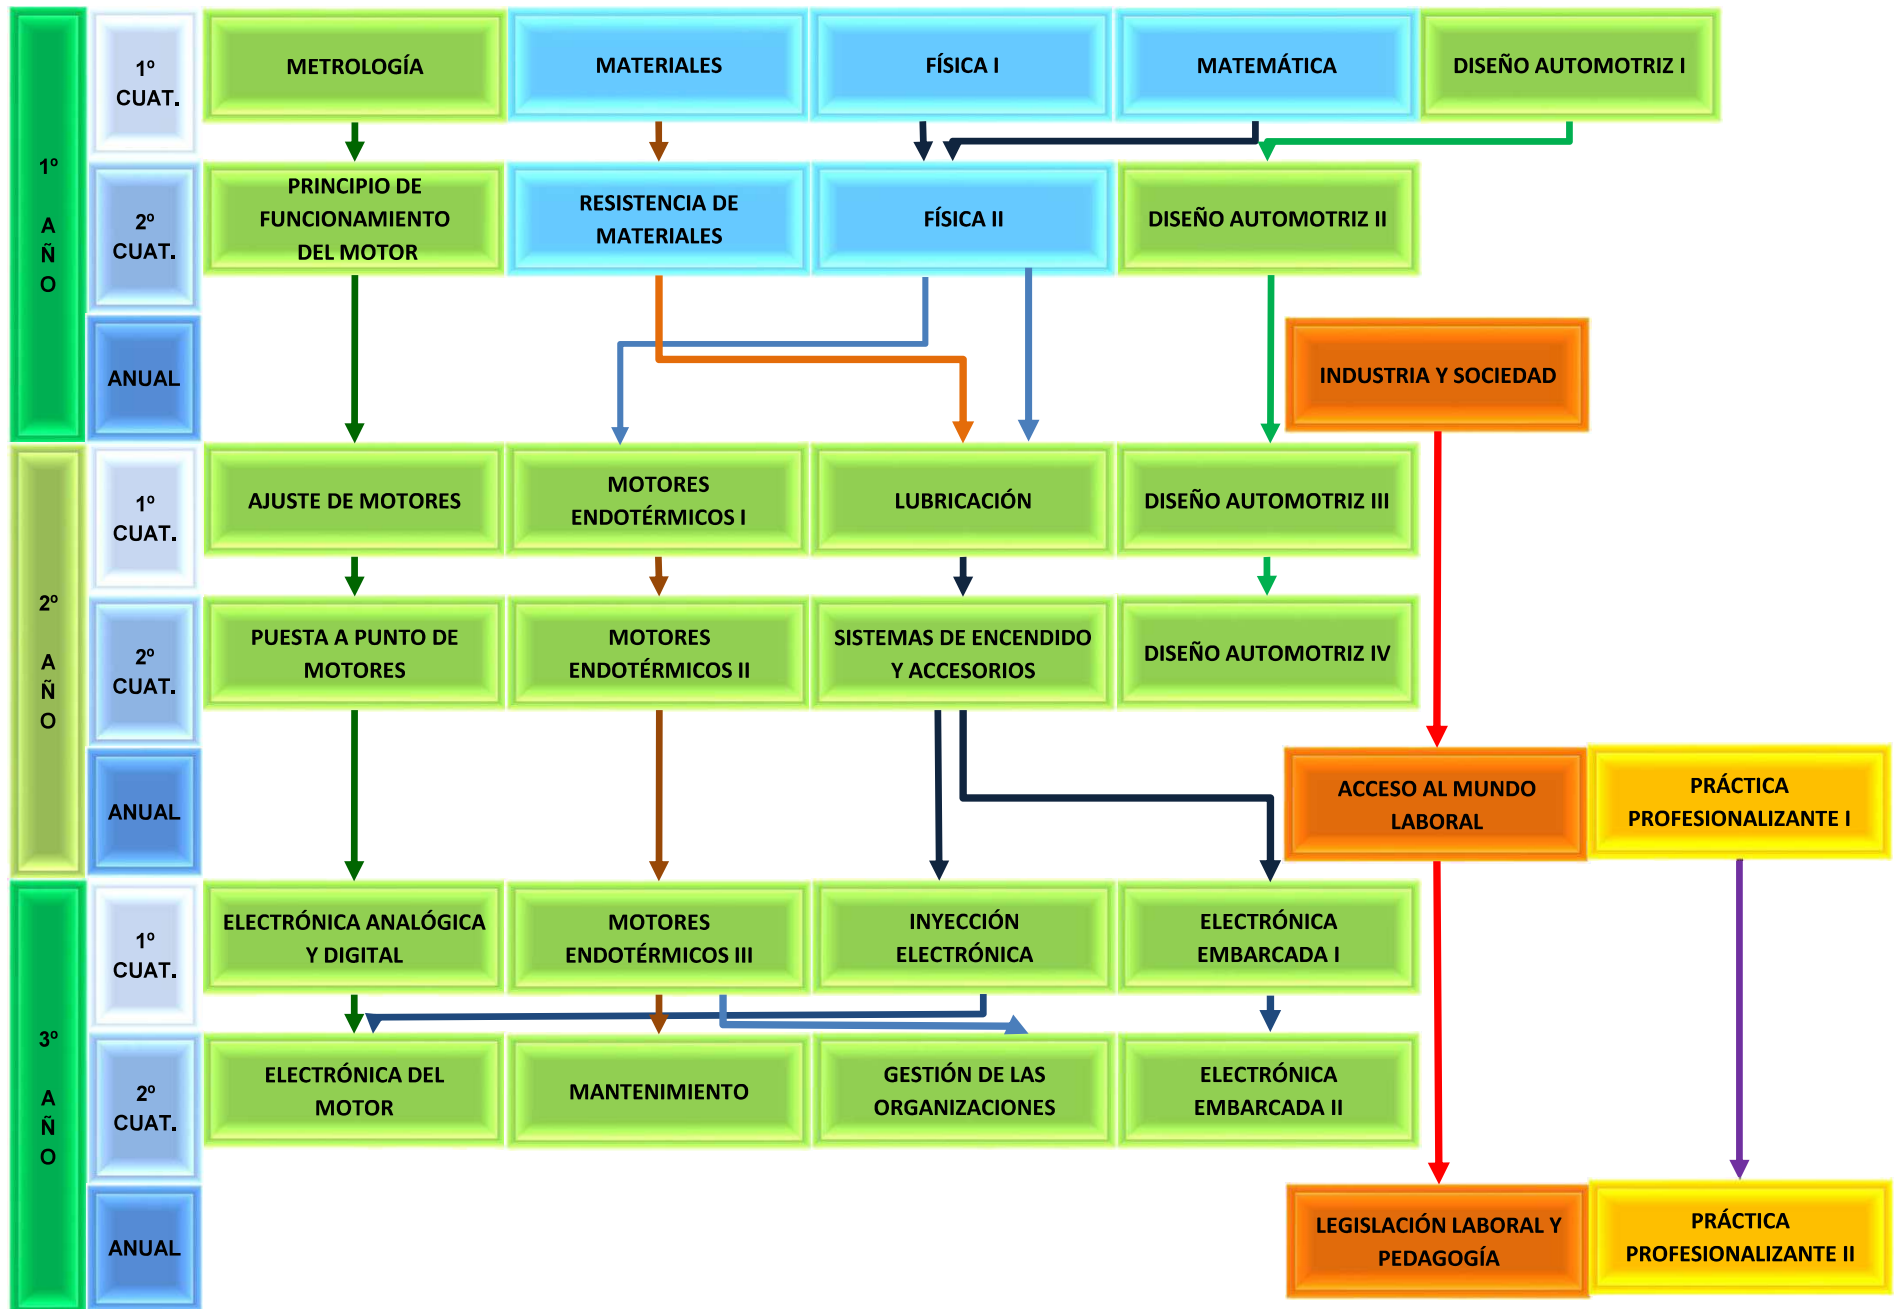 1º
AÑO
1º
CUAT.
METROLOGÍA
MATERIALES
FÍSICA I
MATEMÁTICA
DISEÑO AUTOMOTRIZ I
2º
CUAT.
PRINCIPIO DE
FUNCIONAMIENTO
DEL MOTOR
RESISTENCIA DE
MATERIALES
FÍSICA II
DISEÑO AUTOMOTRIZ II
ANUAL
INDUSTRIA Y SOCIEDAD
2º
AÑO
1º
CUAT.
AJUSTE DE MOTORES
MOTORES
ENDOTÉRMICOS I
LUBRICACIÓN
DISEÑO AUTOMOTRIZ III
2º
CUAT.
PUESTA A PUNTO DE
MOTORES
MOTORES
ENDOTÉRMICOS II
SISTEMAS DE ENCENDIDO
Y ACCESORIOS
DISEÑO AUTOMOTRIZ IV
ANUAL
ACCESO AL MUNDO
LABORAL
PRÁCTICA
PROFESIONALIZANTE I
3º
AÑO
1º
CUAT.
ELECTRÓNICA ANALÓGICA
Y DIGITAL
MOTORES
ENDOTÉRMICOS III
INYECCIÓN
ELECTRÓNICA
ELECTRÓNICA
EMBARCADA I
2º
CUAT.
ELECTRÓNICA DEL
MOTOR
MANTENIMIENTO
GESTIÓN DE LAS
ORGANIZACIONES
ELECTRÓNICA
EMBARCADA II
ANUAL
LEGISLACIÓN LABORAL Y
PEDAGOGÍA
PRÁCTICA
PROFESIONALIZANTE II